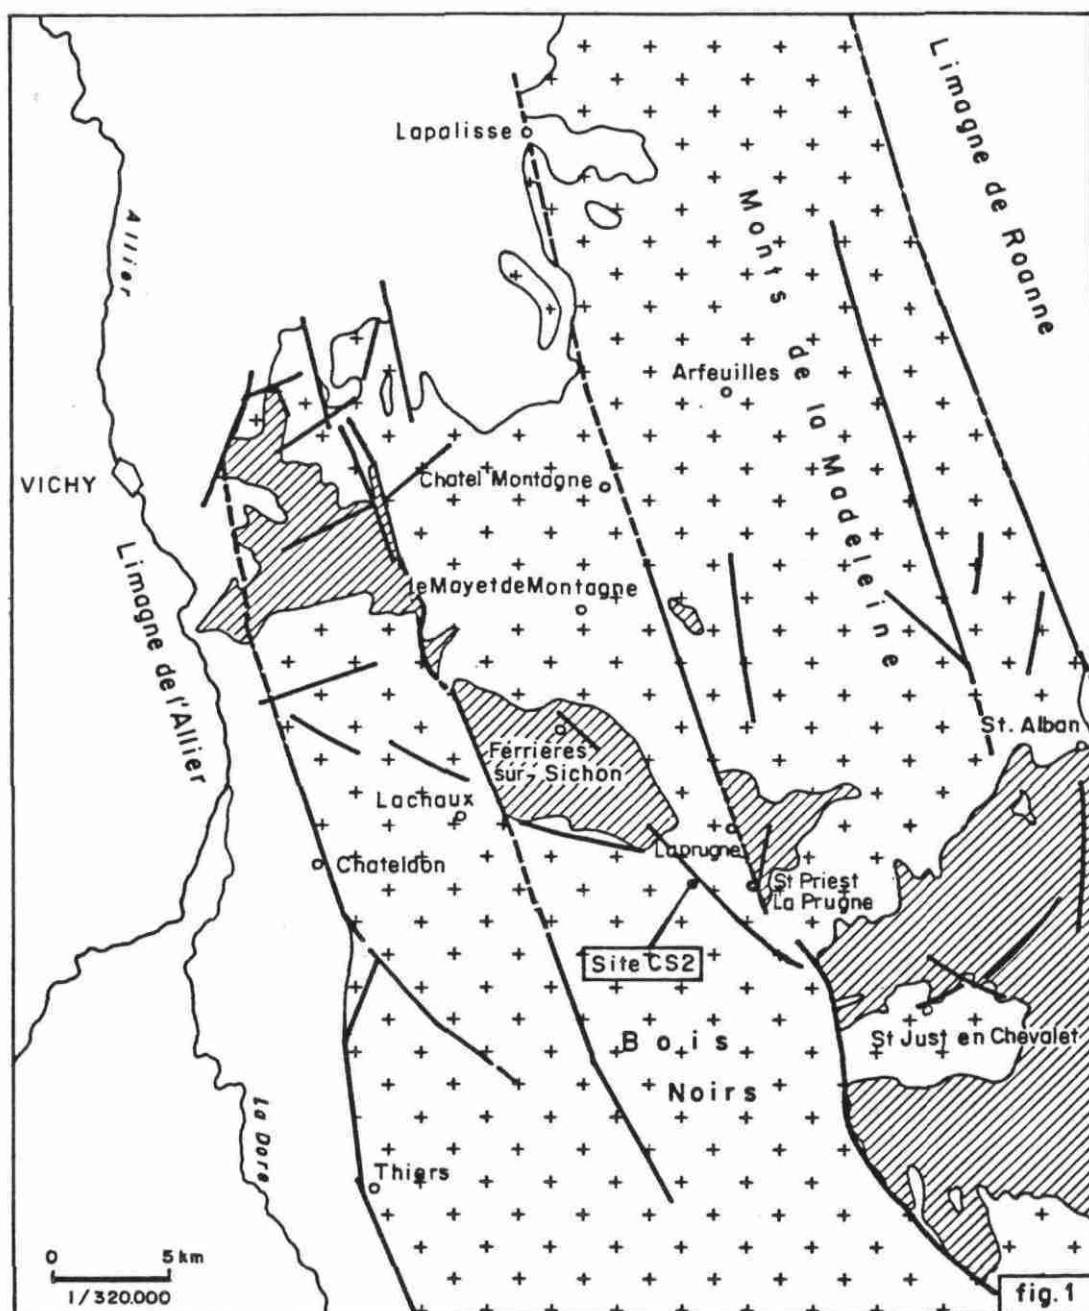 Lapalisse
Limagne de Roanne
Allier
Monts de la Madeleine
Arfeuilles
VICHY
Chatel Montagne
Limagne de l'Allier
le Mayet de Montagne
St. Alban
Ferrières
sur Sichon
Lachaux
Laprugne
Chateldon
St Priest
La Prugne
Site CS2
Bois
Noirs
St Just en Chevalet
La Dore
Thiers
0 5 km
1/320.000
fig. 1